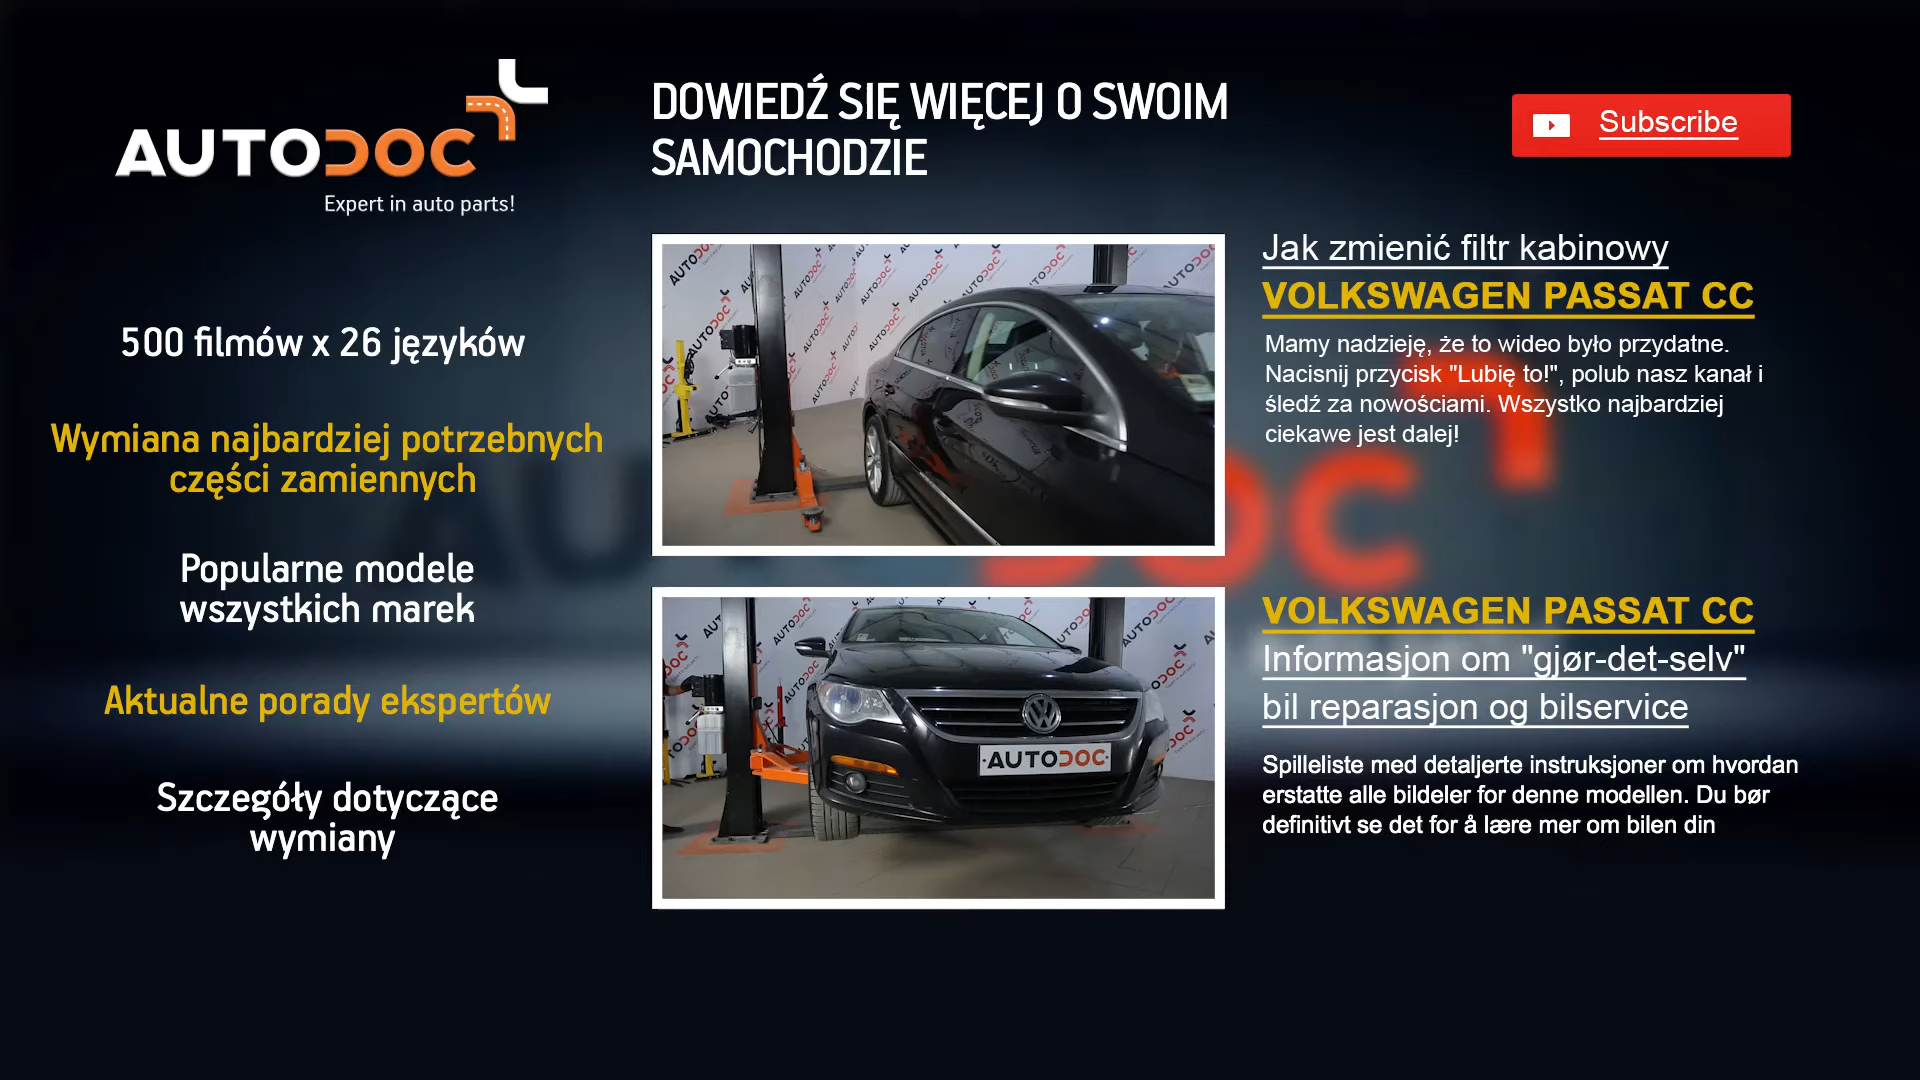 AUTODOC
Expert in auto parts!
500 filmów x 26 języków
Wymiana najbardziej potrzebnych
części zamiennych
Popularne modele
wszystkich marek
Aktualne porady ekspertów
Szczegóły dotyczące
wymiany
DOWIEDŹ SIĘ WIĘCEJ O SWOIM
SAMOCHODZIE
Subscribe
Jak zmienić filtr kabinowy
VOLKSWAGEN PASSAT CC
Mamy nadzieję, że to wideo było przydatne.
Nacisnij przycisk "Lubię to!", polub nasz kanał i
śledź za nowościami. Wszystko najbardziej
ciekawe jest dalej!
AUTODOC
VOLKSWAGEN PASSAT CC
Informasjon om "gjør-det-selv"
bil reparasjon og bilservice
Spilleliste med detaljerte instruksjoner om hvordan
erstatte alle bildeler for denne modellen. Du bør
definitivt se det for å lære mer om bilen din